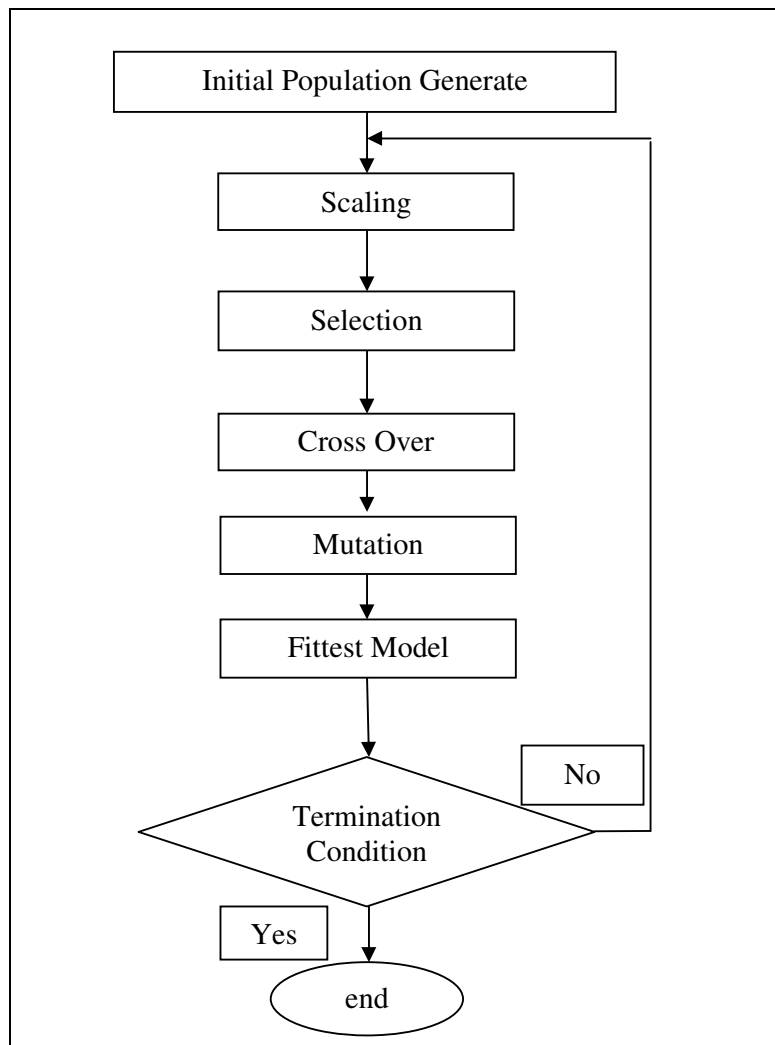 Initial Population Generate
Scaling
Selection
Cross Over
Mutation
Fittest Model
No
Termination
Condition
Yes
end